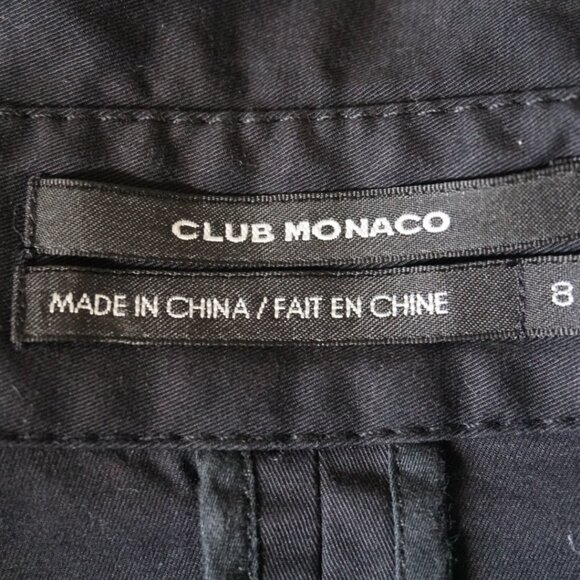 CLUB MONACO
MADE IN CHINA / FAIT EN CHINE 8